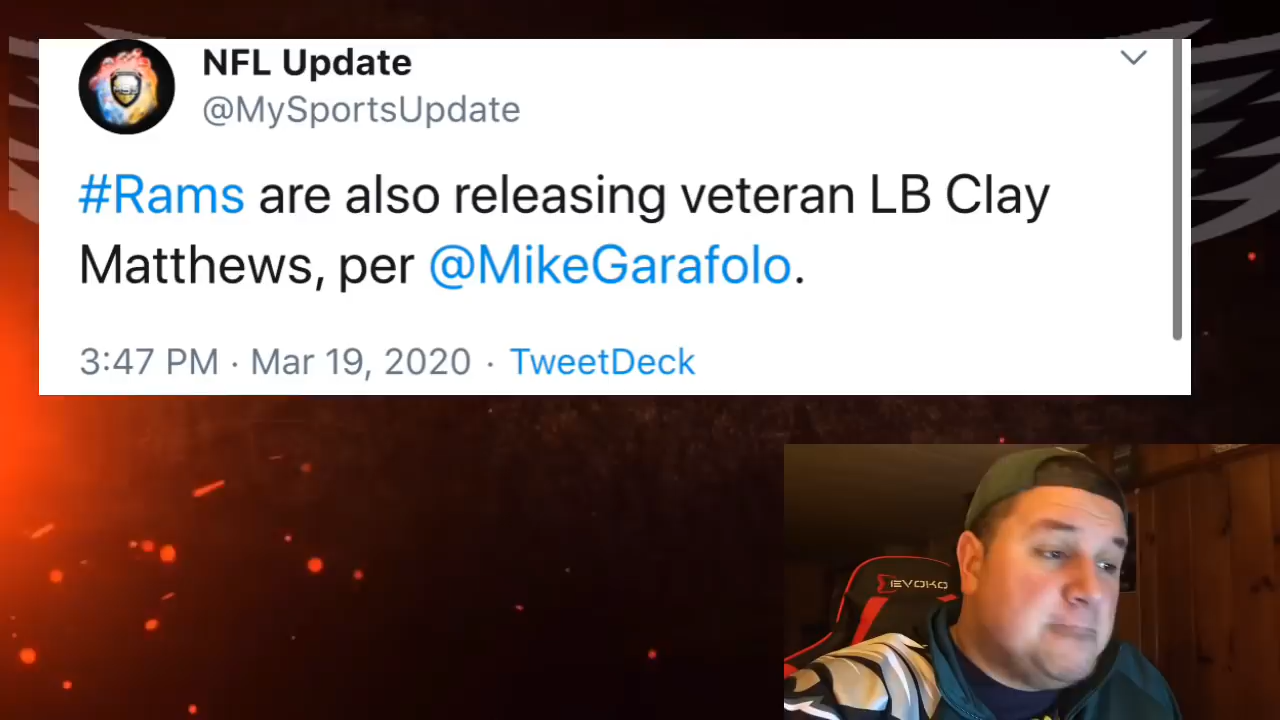 NFL Update
@MySportsUpdate
#Rams are also releasing veteran LB Clay
Matthews, per @MikeGarafolo.
3:47 PM · Mar 19, 2020 · TweetDeck
EVOKO